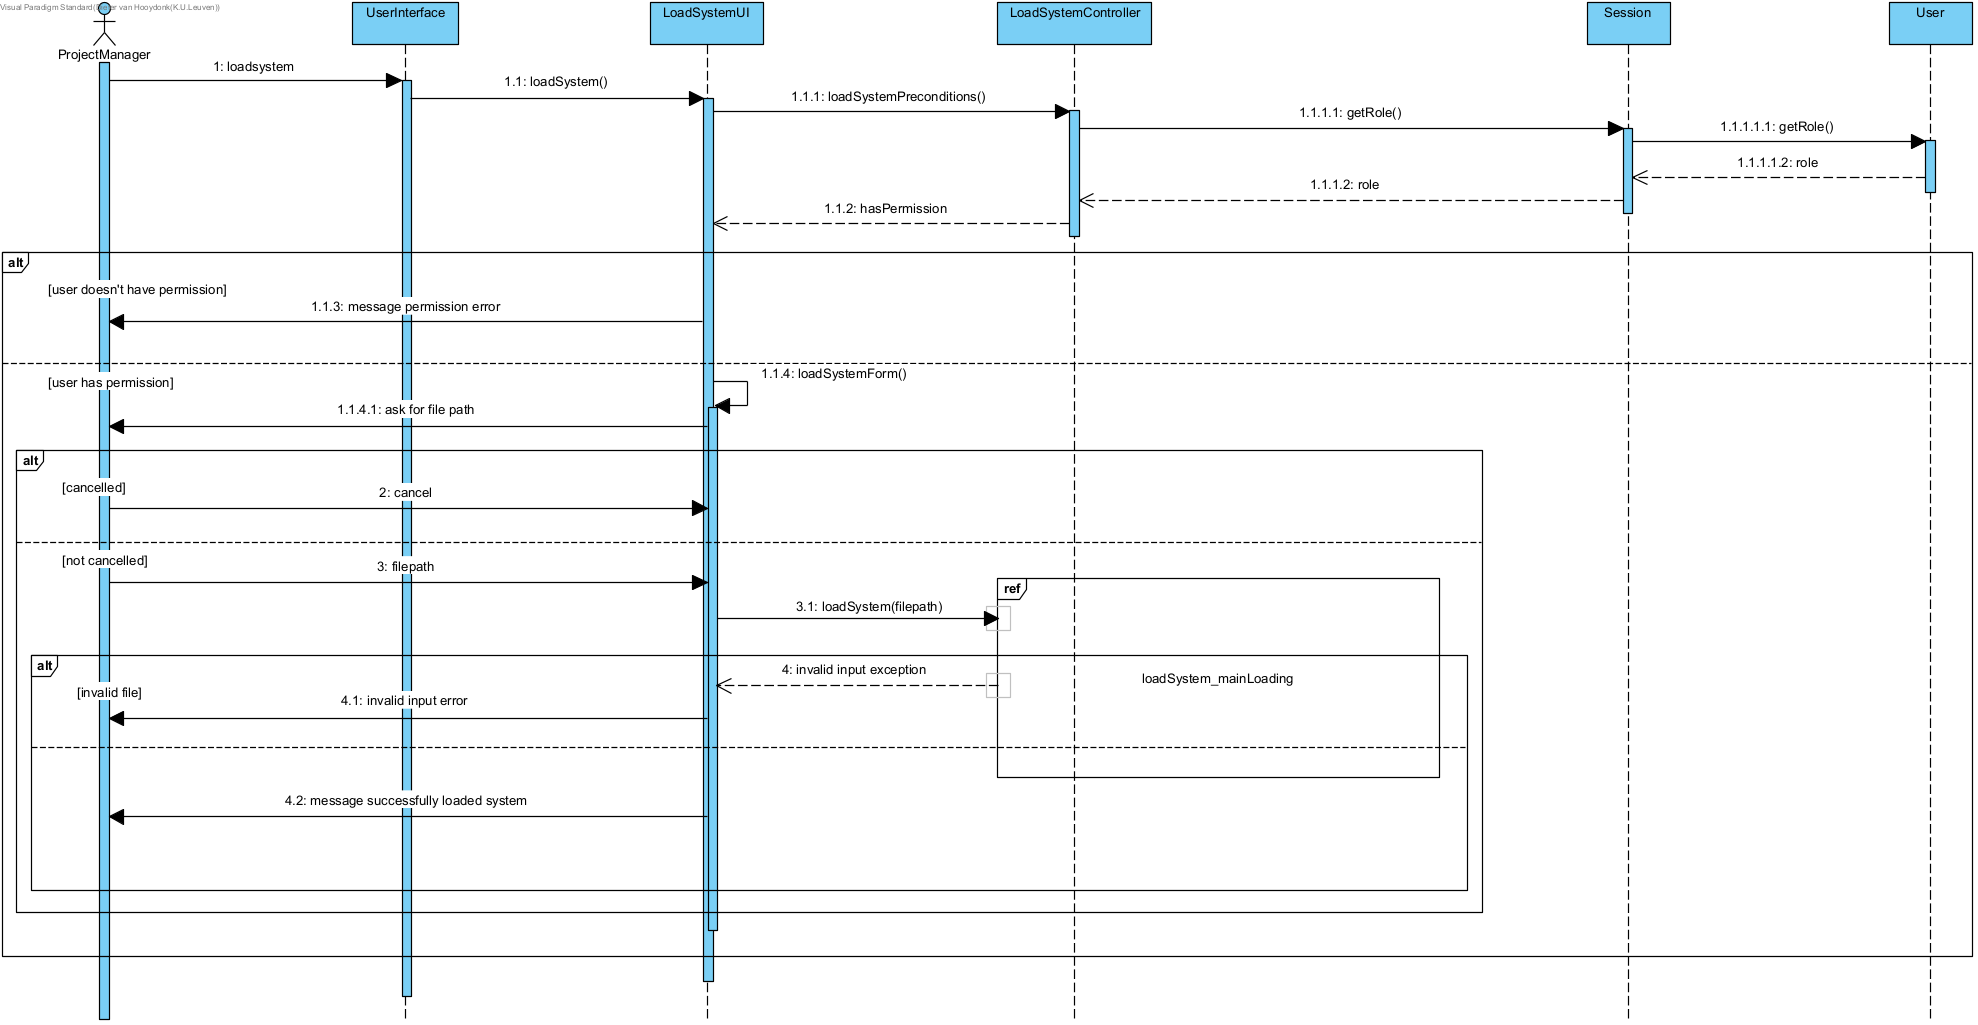 Visual Paradigm Standard(Dieter van Hooydonk(K.U.Leuven))
UserInterface
LoadSystemUI
LoadSystemController
Session
User
ProjectManager
1: loadsystem
1.1: loadSystem()
1.1.1: loadSystemPreconditions()
1.1.1.1: getRole()
1.1.1.1.1: getRole()
1.1.1.1.2: role
1.1.1.2: role
1.1.2: hasPermission
alt
[user doesn't have permission]
1.1.3: message permission error
[user has permission]
1.1.4: loadSystemForm()
1.1.4.1: ask for file path
alt
[cancelled]
2: cancel
[not cancelled]
3: filepath
ref
3.1: loadSystem(filepath)
alt
4: invalid input exception
loadSystem_mainLoading
[invalid file]
4.1: invalid input error
4.2: message successfully loaded system